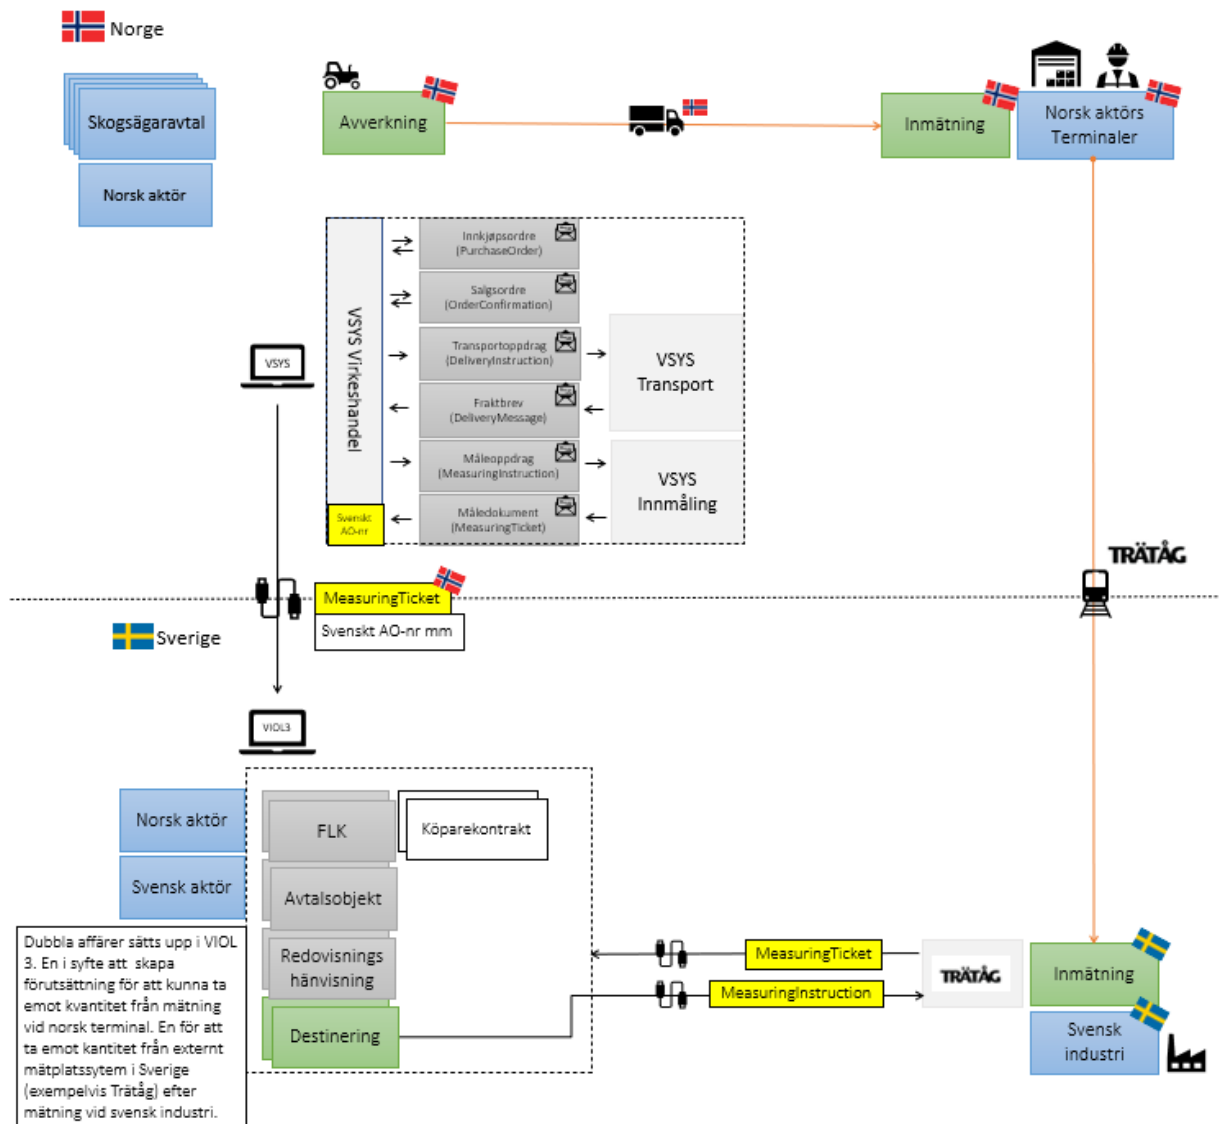 Norge
Skogsägaravtal
Norsk aktör
Avverkning
Inmätning
Norsk aktörs
Terminaler
VSYS
VSYS Virkeshandel
Svenskt
AO-nr
Innkjøpsordre
(PurchaseOrder)
Salgsordre
(OrderConfirmation)
Transportoppdrag
(DeliveryInstruction)
Fraktbrev
(DeliveryMessage)
Måleoppdrag
(MeasuringInstruction)
Måledokument
(MeasuringTicket)
VSYS
Transport
VSYS
Innmåling
TRÄTÅG
MeasuringTicket
Svenskt AO-nr mm
Sverige
VIOL3
Norsk aktör
Svensk aktör
FLK
Köparekontrakt
Avtalsobjekt
Redovisnings
hänvisning
Destinering
Dubbla affärer sätts upp i VIOL
3. En i syfte att skapa
förutsättning för att kunna ta
emot kvantitet från mätning
vid norsk terminal. En för att
ta emot kantitet från externt
mätplatssytem i Sverige
(exempelvis Trätåg) efter
mätning vid svensk industri.
MeasuringTicket
MeasuringInstruction
TRÄTÅG
Inmätning
Svensk
industri